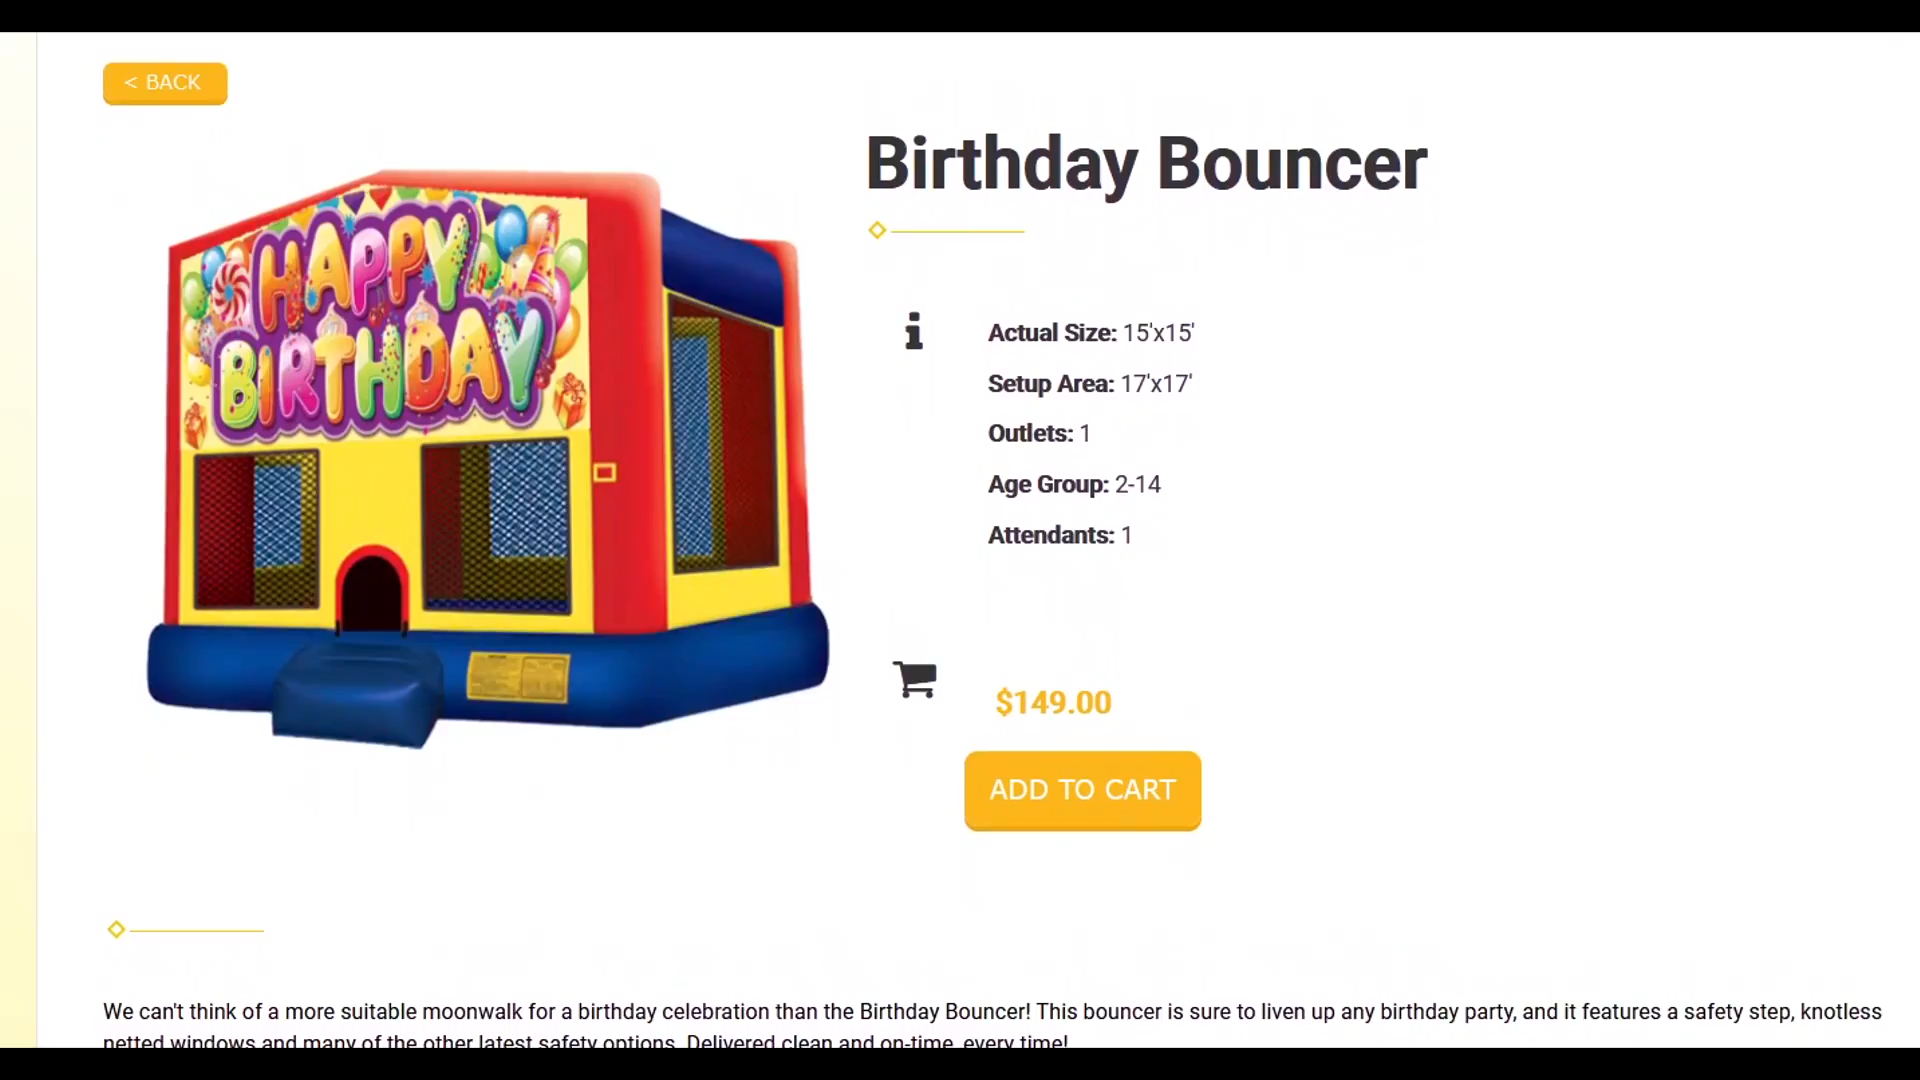 < BACK
Birthday Bouncer
HAPPY
BIRTHDAY
Actual Size: 15'x15'
Setup Area: 17'x17'
Outlets: 1
Age Group: 2-14
Attendants: 1
$149.00
ADD TO CART
We can't think of a more suitable moonwalk for a birthday celebration than the Birthday Bouncer! This bouncer is sure to liven up any birthday party, and it features a safety step, knotless
netted windows and many of the other latest safety options. Delivered clean and on-time, every time!